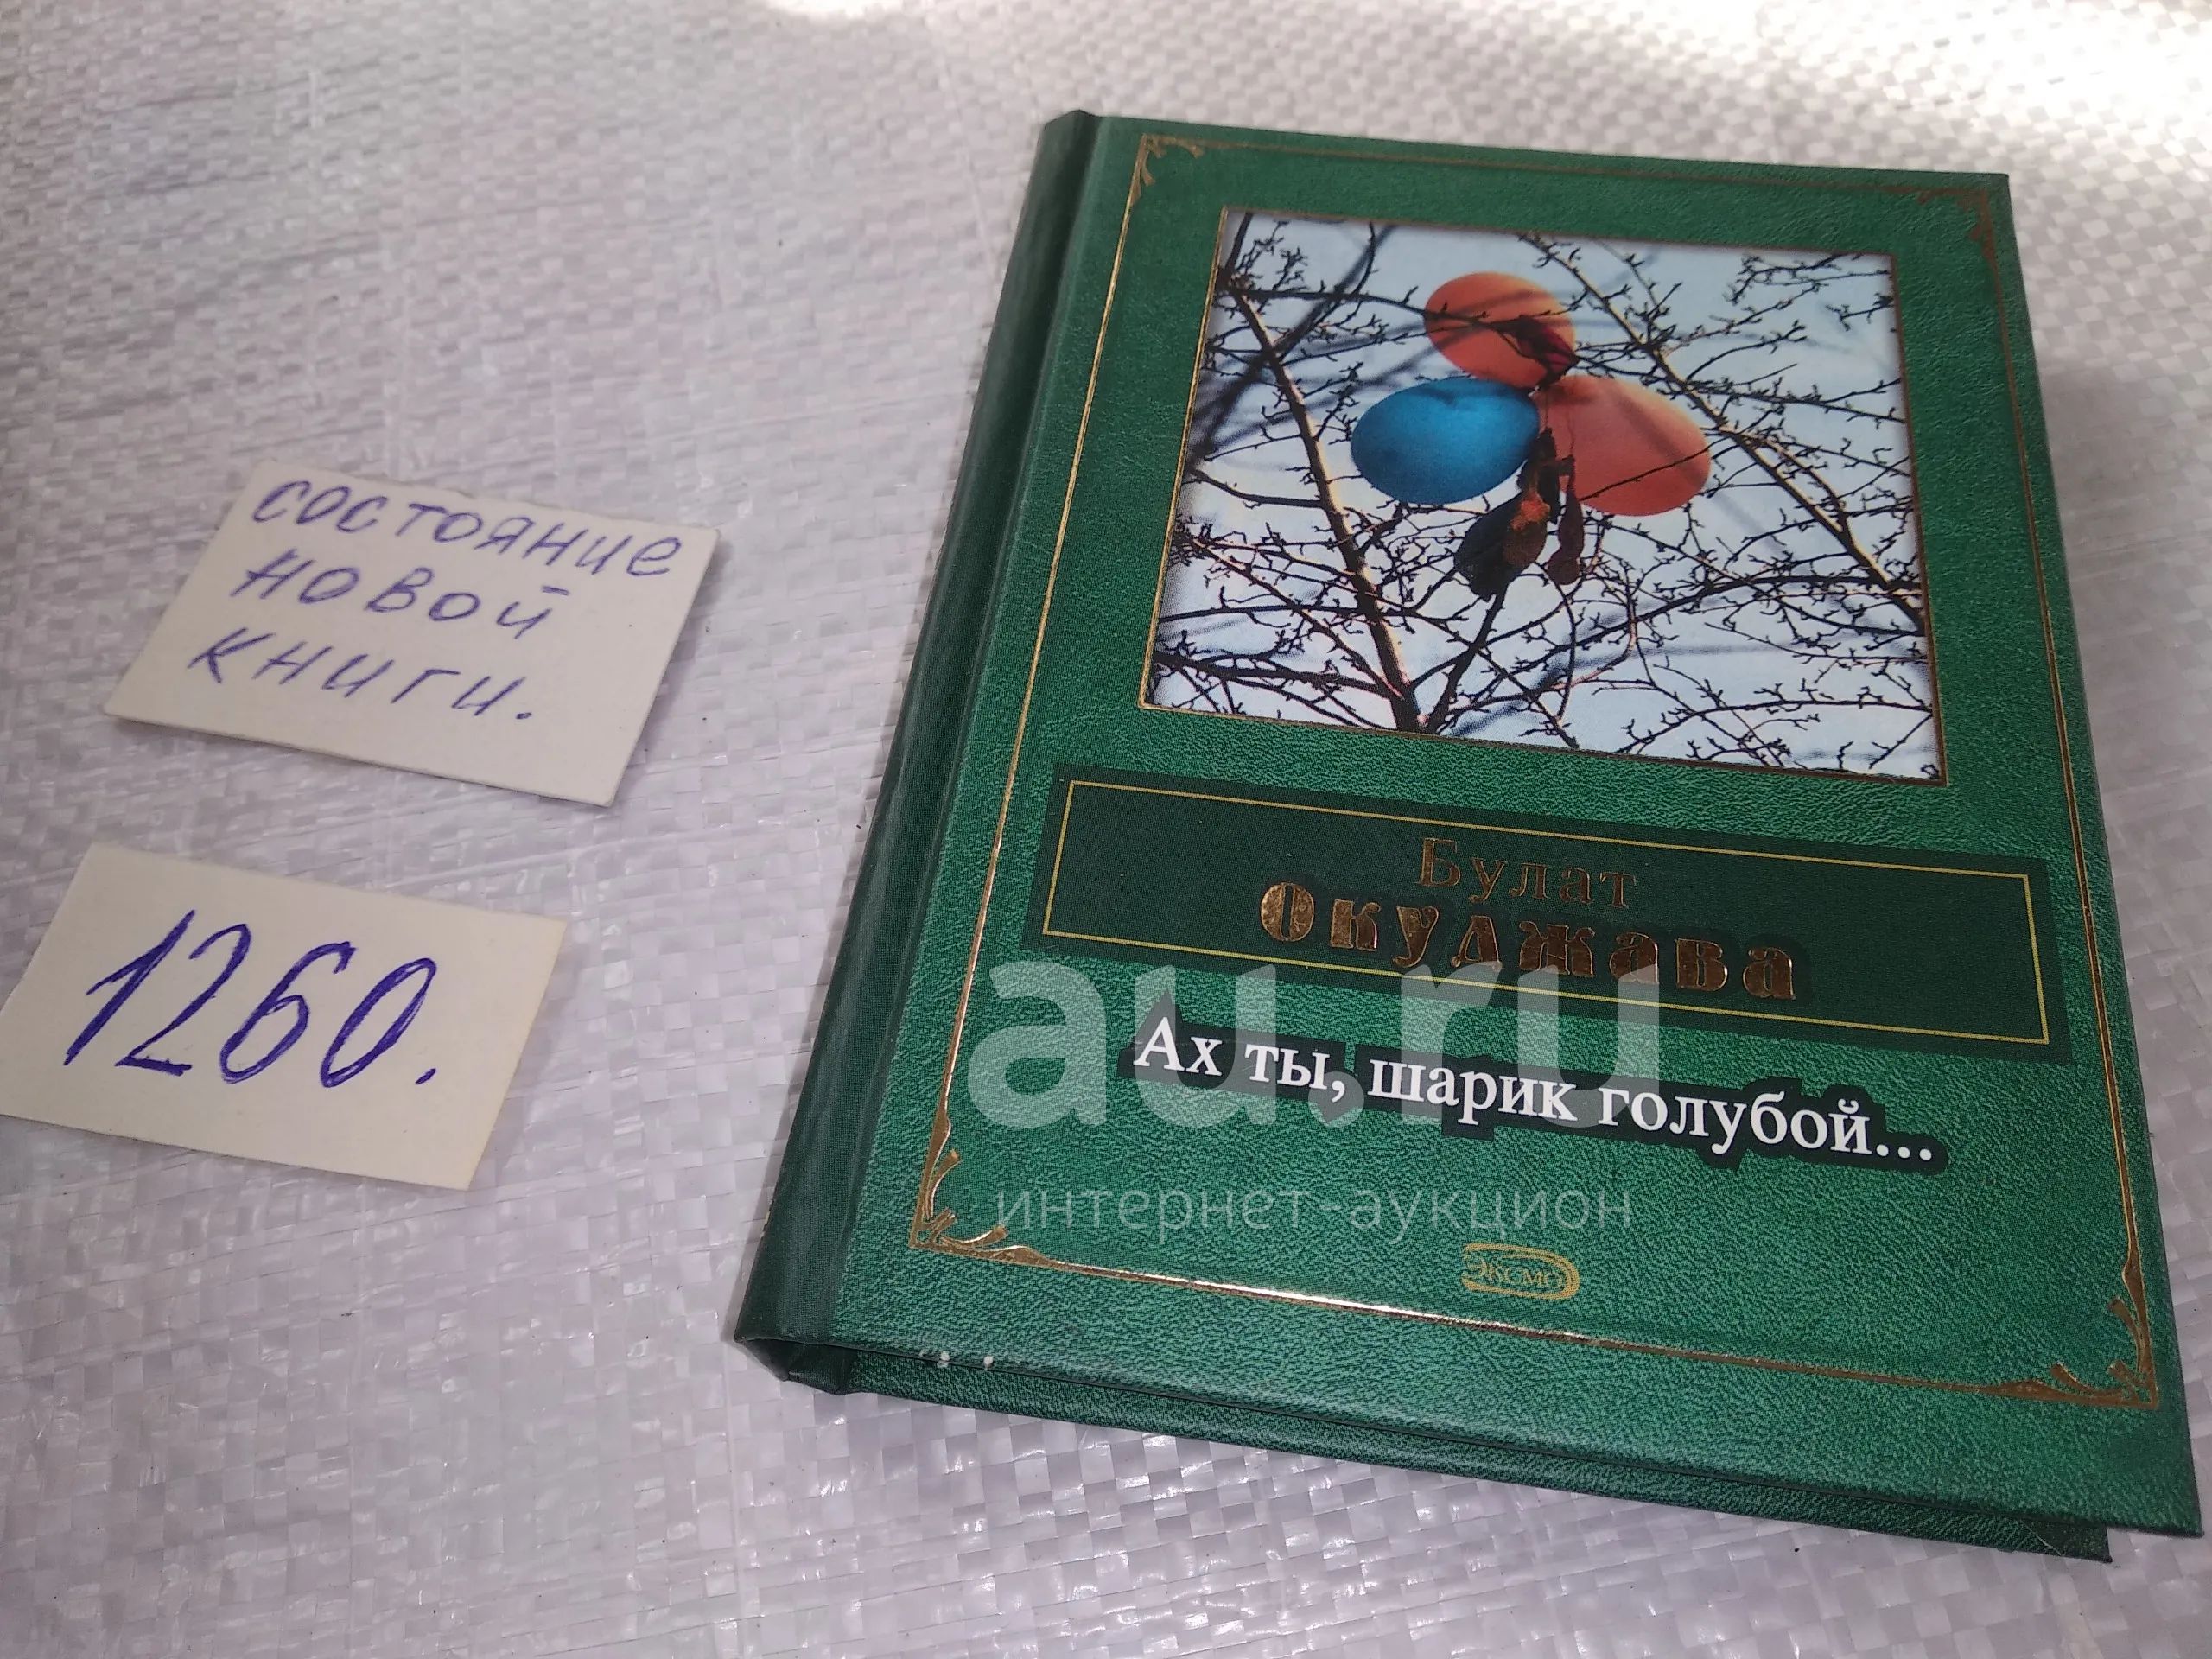 состояние
новой
книги.
1260.
Булат
Окуджава
Ах ты, шарик голубой...
au.ru
интернет-аукцион
ЭКСМО